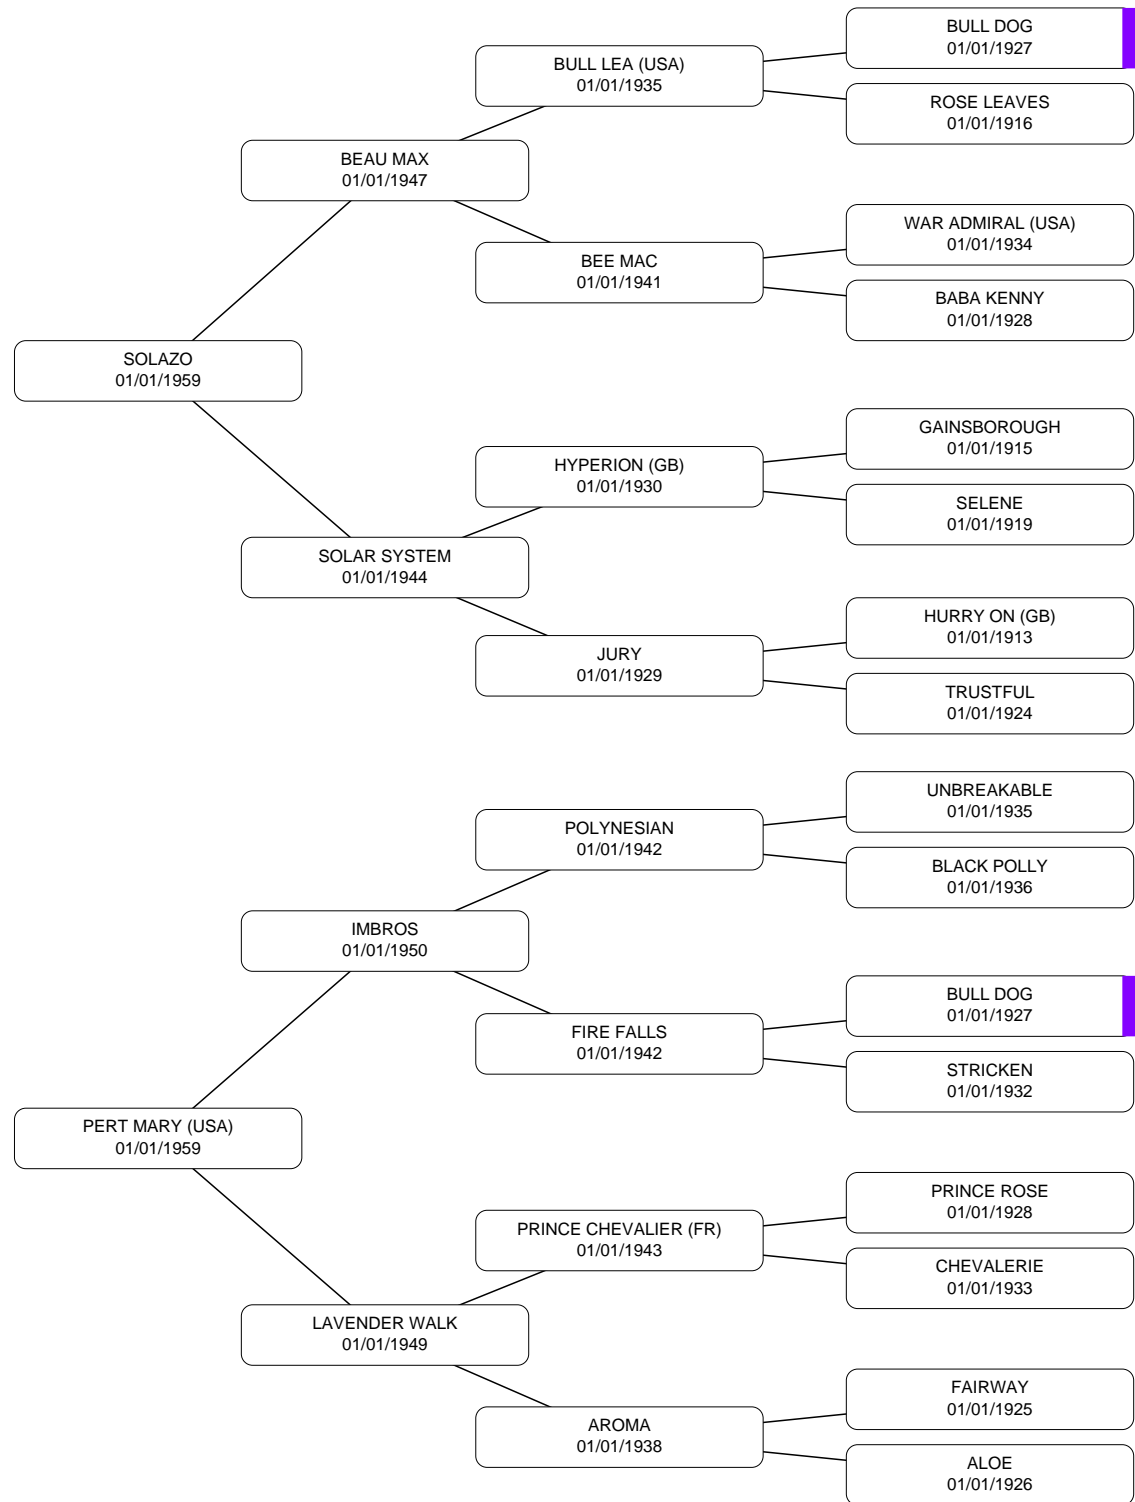 BULL DOG
01/01/1927
BULL LEA (USA)
01/01/1935
ROSE LEAVES
01/01/1916
BEAU MAX
01/01/1947
WAR ADMIRAL (USA)
01/01/1934
BEE MAC
01/01/1941
BABA KENNY
01/01/1928
SOLAZO
01/01/1959
GAINSBOROUGH
01/01/1915
HYPERION (GB)
01/01/1930
SELENE
01/01/1919
SOLAR SYSTEM
01/01/1944
HURRY ON (GB)
01/01/1913
JURY
01/01/1929
TRUSTFUL
01/01/1924
UNBREAKABLE
01/01/1935
POLYNESIAN
01/01/1942
BLACK POLLY
01/01/1936
IMBROS
01/01/1950
BULL DOG
01/01/1927
FIRE FALLS
01/01/1942
STRICKEN
01/01/1932
PERT MARY (USA)
01/01/1959
PRINCE ROSE
01/01/1928
PRINCE CHEVALIER (FR)
01/01/1943
CHEVALERIE
01/01/1933
LAVENDER WALK
01/01/1949
FAIRWAY
01/01/1925
AROMA
01/01/1938
ALOE
01/01/1926